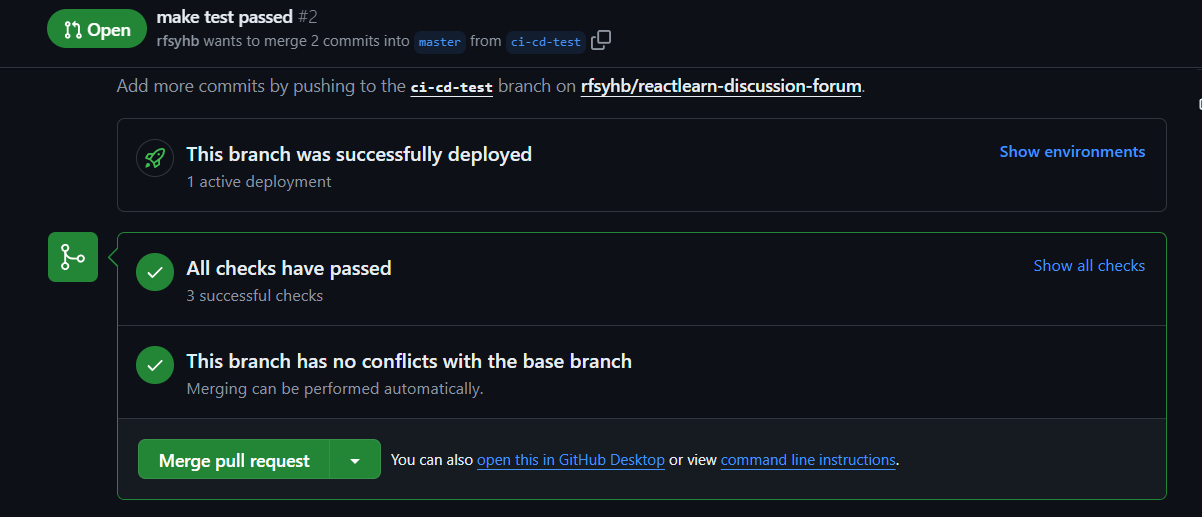 Open
make test passed #2
rfsyhb wants to merge 2 commits into master from ci-cd-test
Add more commits by pushing to the ci-cd-test branch on rfsyhb/reactlearn-discussion-forum.
This branch was successfully deployed
Show environments
1 active deployment
All checks have passed
Show all checks
3 successful checks
This branch has no conflicts with the base branch
Merging can be performed automatically.
Merge pull request
You can also open this in GitHub Desktop or view command line instructions.